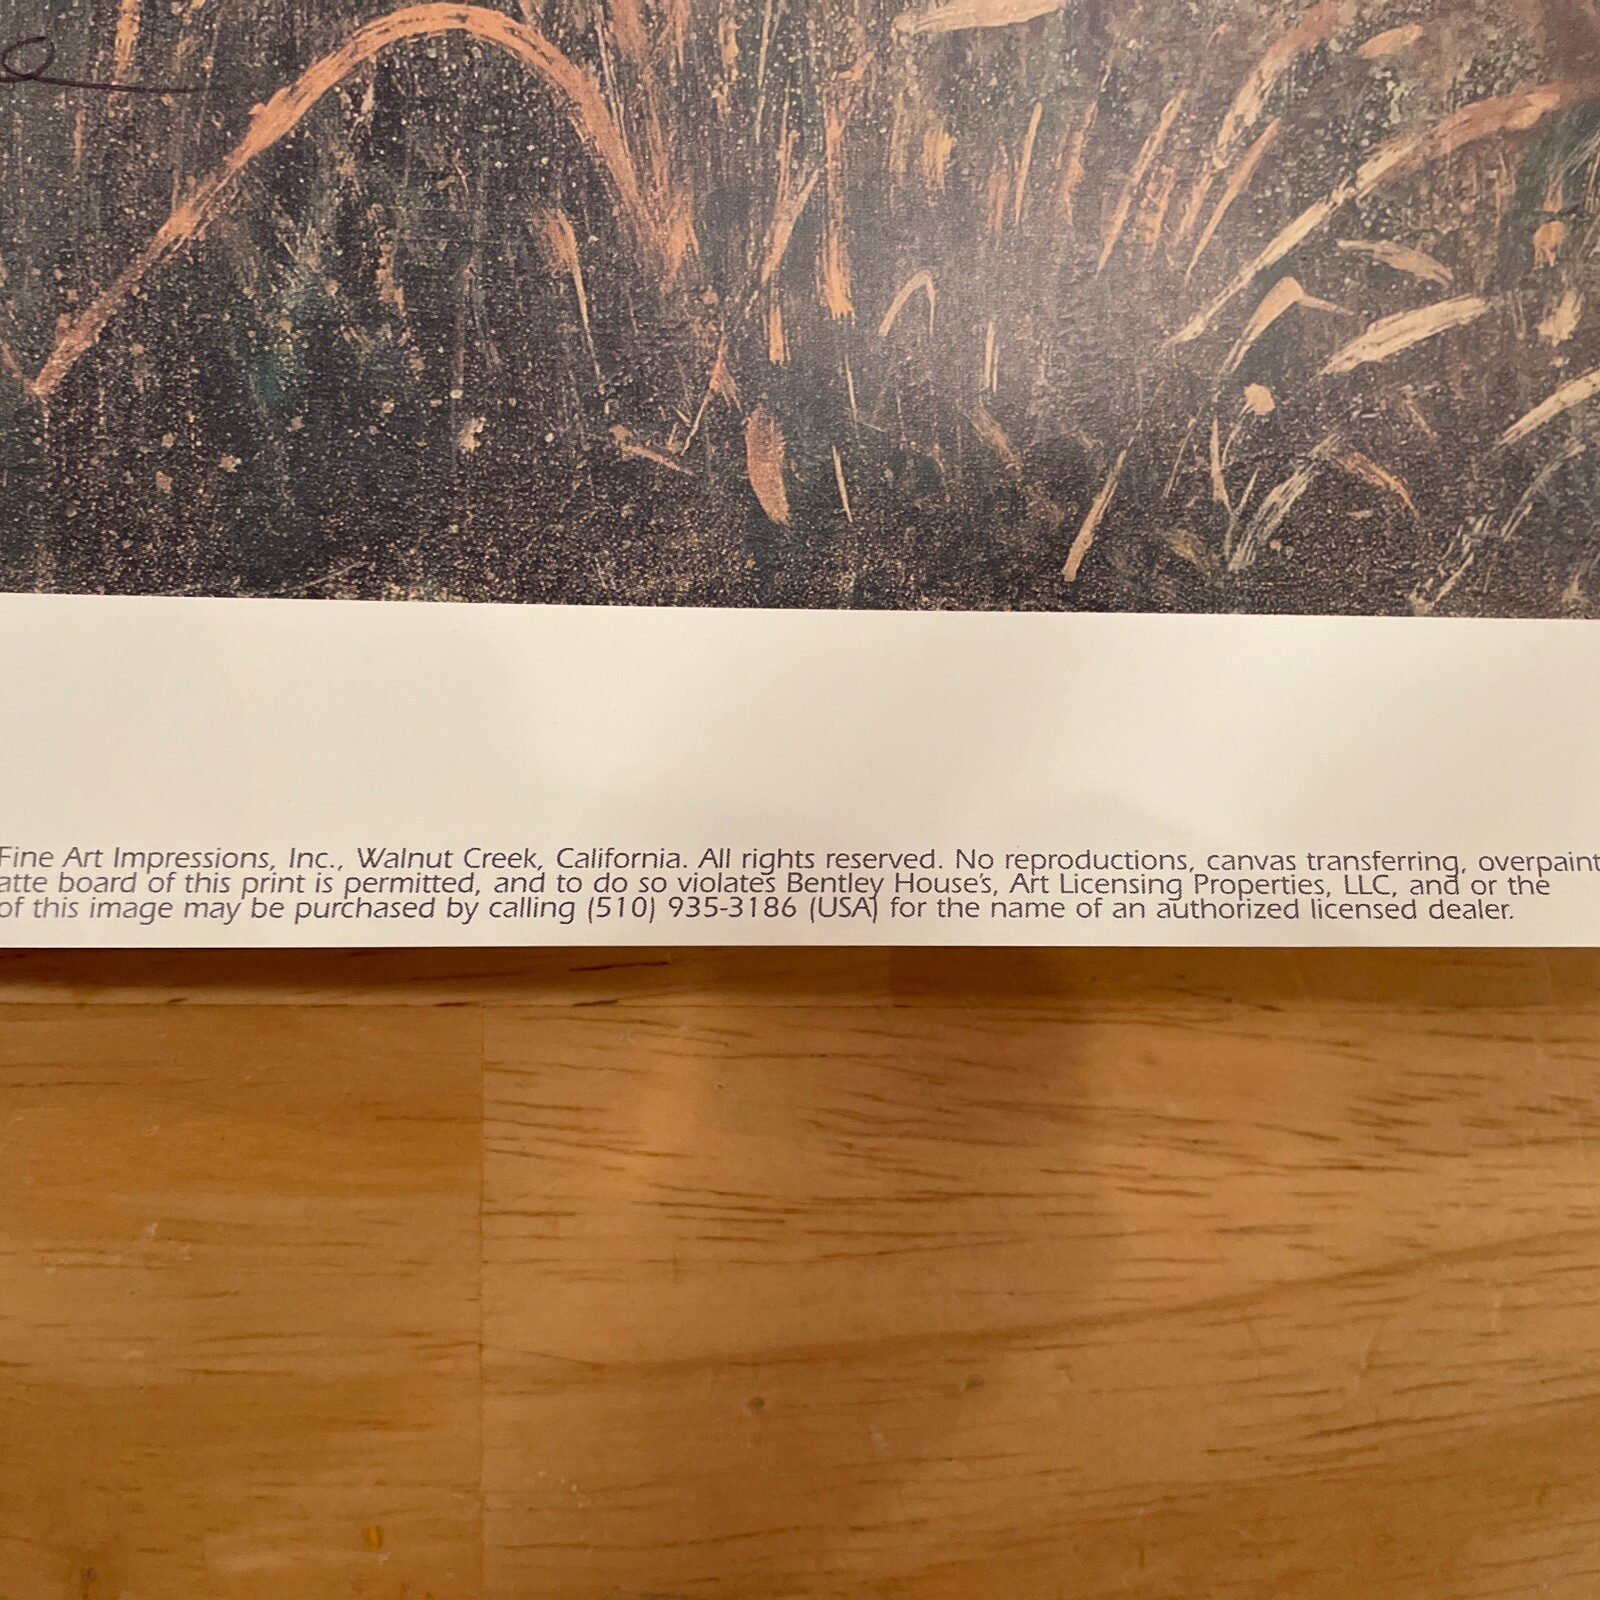 Fine Art Impressions, Inc., Walnut Creek, California. All rights reserved. No reproductions, canvas transferring, overpaint
atte board of this print is permitted, and to do so violates Bentley House's, Art Licensing Properties, LLC, and or the
of this image may be purchased by calling (510) 935-3186 (USA) for the name of an authorized licensed dealer.